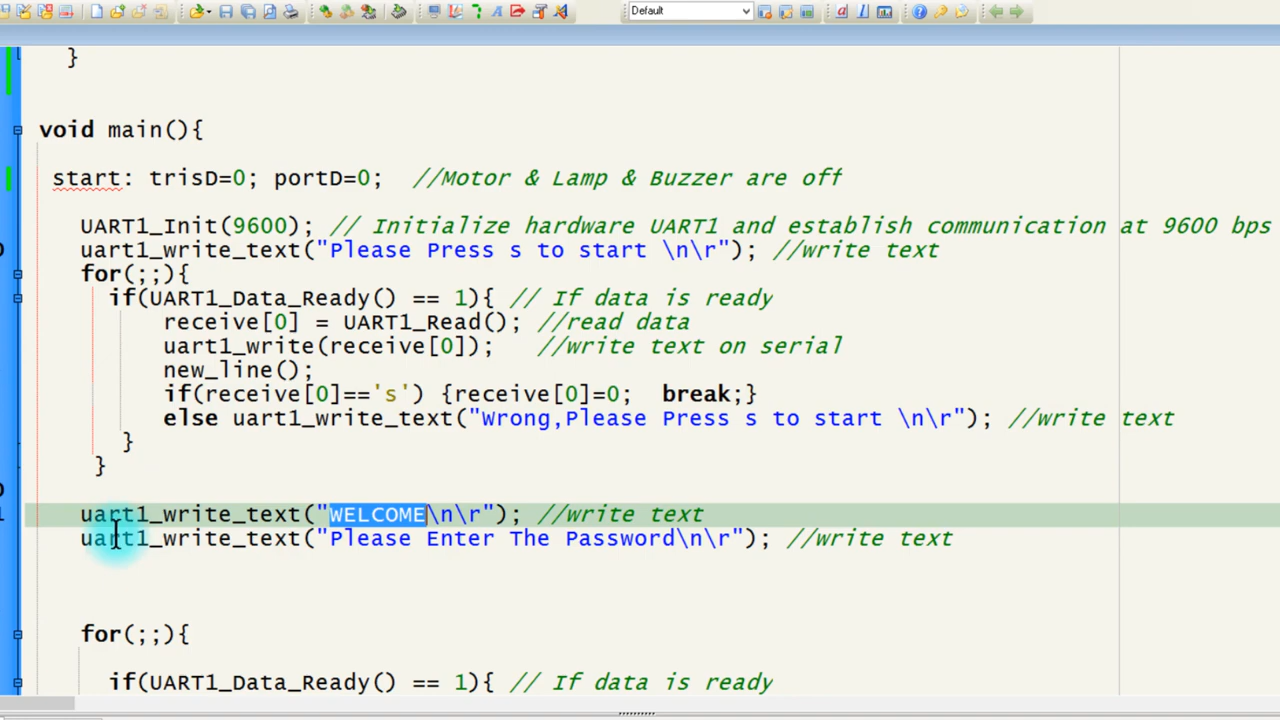 Default
}
void main(){
start: trisD=0; portD=0; //Motor & Lamp & Buzzer are off
UART1_Init(9600); // Initialize hardware UART1 and establish communication at 9600 bps
uart1_write_text("Please Press s to start \n\r"); //write text
for(;;){
if(UART1_Data_Ready() == 1){ // If data is ready
receive[0] = UART1_Read(); //read data
uart1_write(receive[0]); //write text on serial
new_line();
if(receive[0]=='s') {receive[0]=0; break;}
else uart1_write_text("Wrong,Please Press s to start \n\r"); //write text
}
}
uart1_write_text("WELCOME\n\r"); //write text
uart1_write_text("Please Enter The Password\n\r"); //write text
for(;;){
if(UART1_Data_Ready() == 1){ // If data is ready